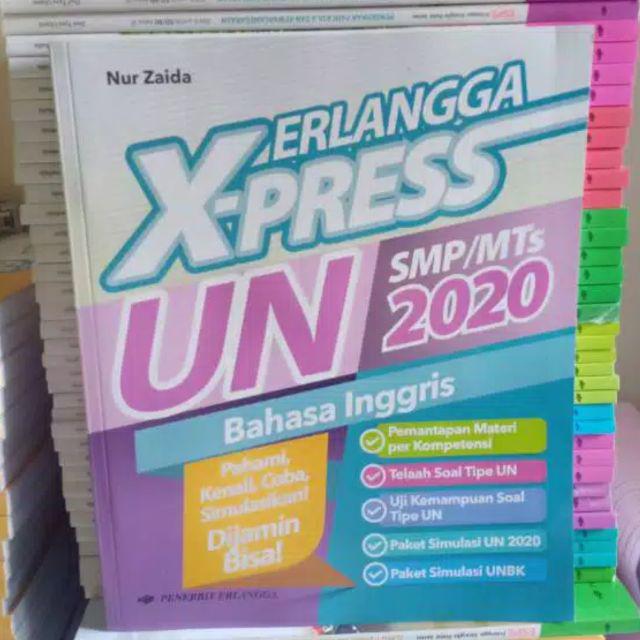 Nur Zaida
ERLANGGA
X-PRESS
UN
SMP/MTs
2020
Bahasa Inggris
Pahami,
Kenali, Coba,
Simulasikan!
Dijamin
Bisa!
Pemantapan Materi
per Kompetensi
Telaah Soal Tipe UN
Uji Kemampuan Soal
Tipe UN
Paket Simulasi UN 2020
Paket Simulasi UNBK
PENERBIT ERLANGGA